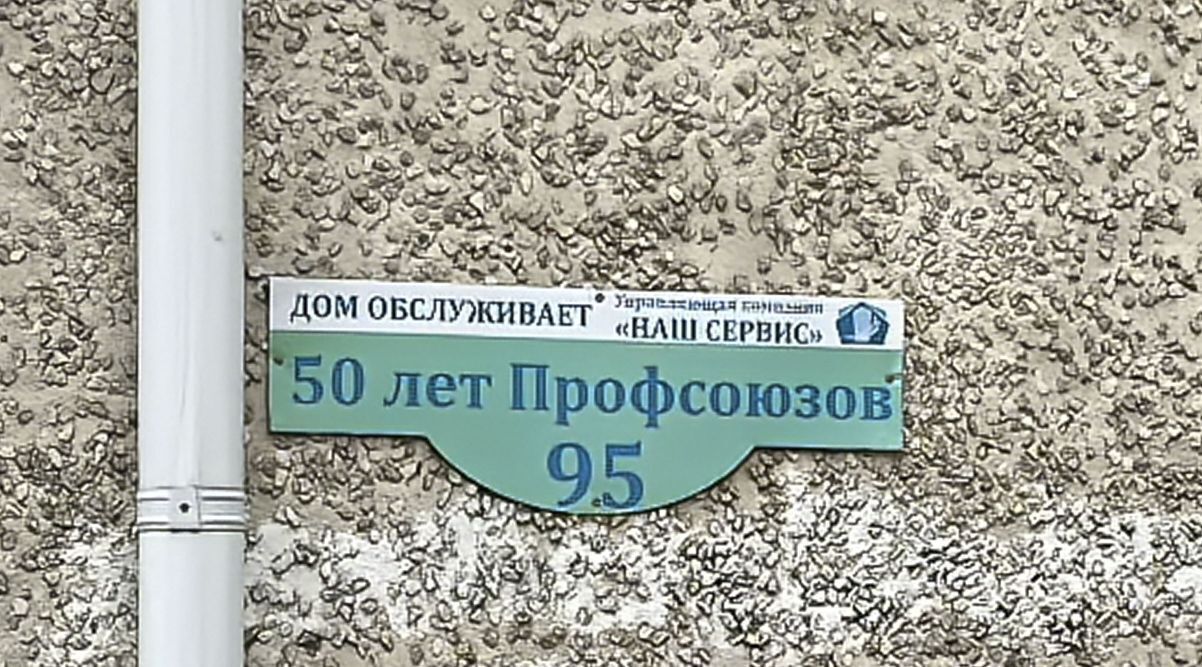 ДОМ ОБСЛУЖИВАЕТ
Управляющая компания
«НАШ СЕРВИС»
50 лет Профсоюзов
95